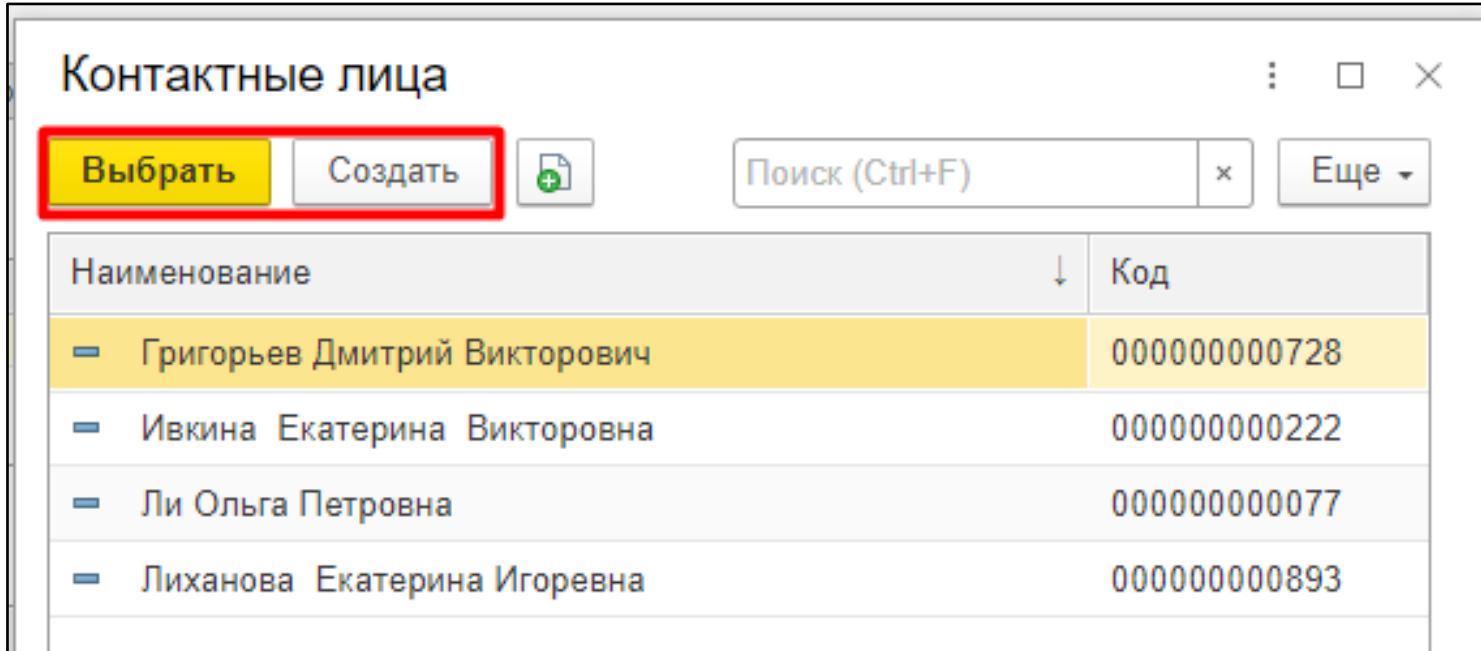 Контактные лица
Выбрать Создать Поиск (Ctrl+F) × Еще
Наименование ↓ Код
Григорьев Дмитрий Викторович 000000000728
Ивкина Екатерина Викторовна 000000000222
Ли Ольга Петровна 000000000077
Лиханова Екатерина Игоревна 000000000893